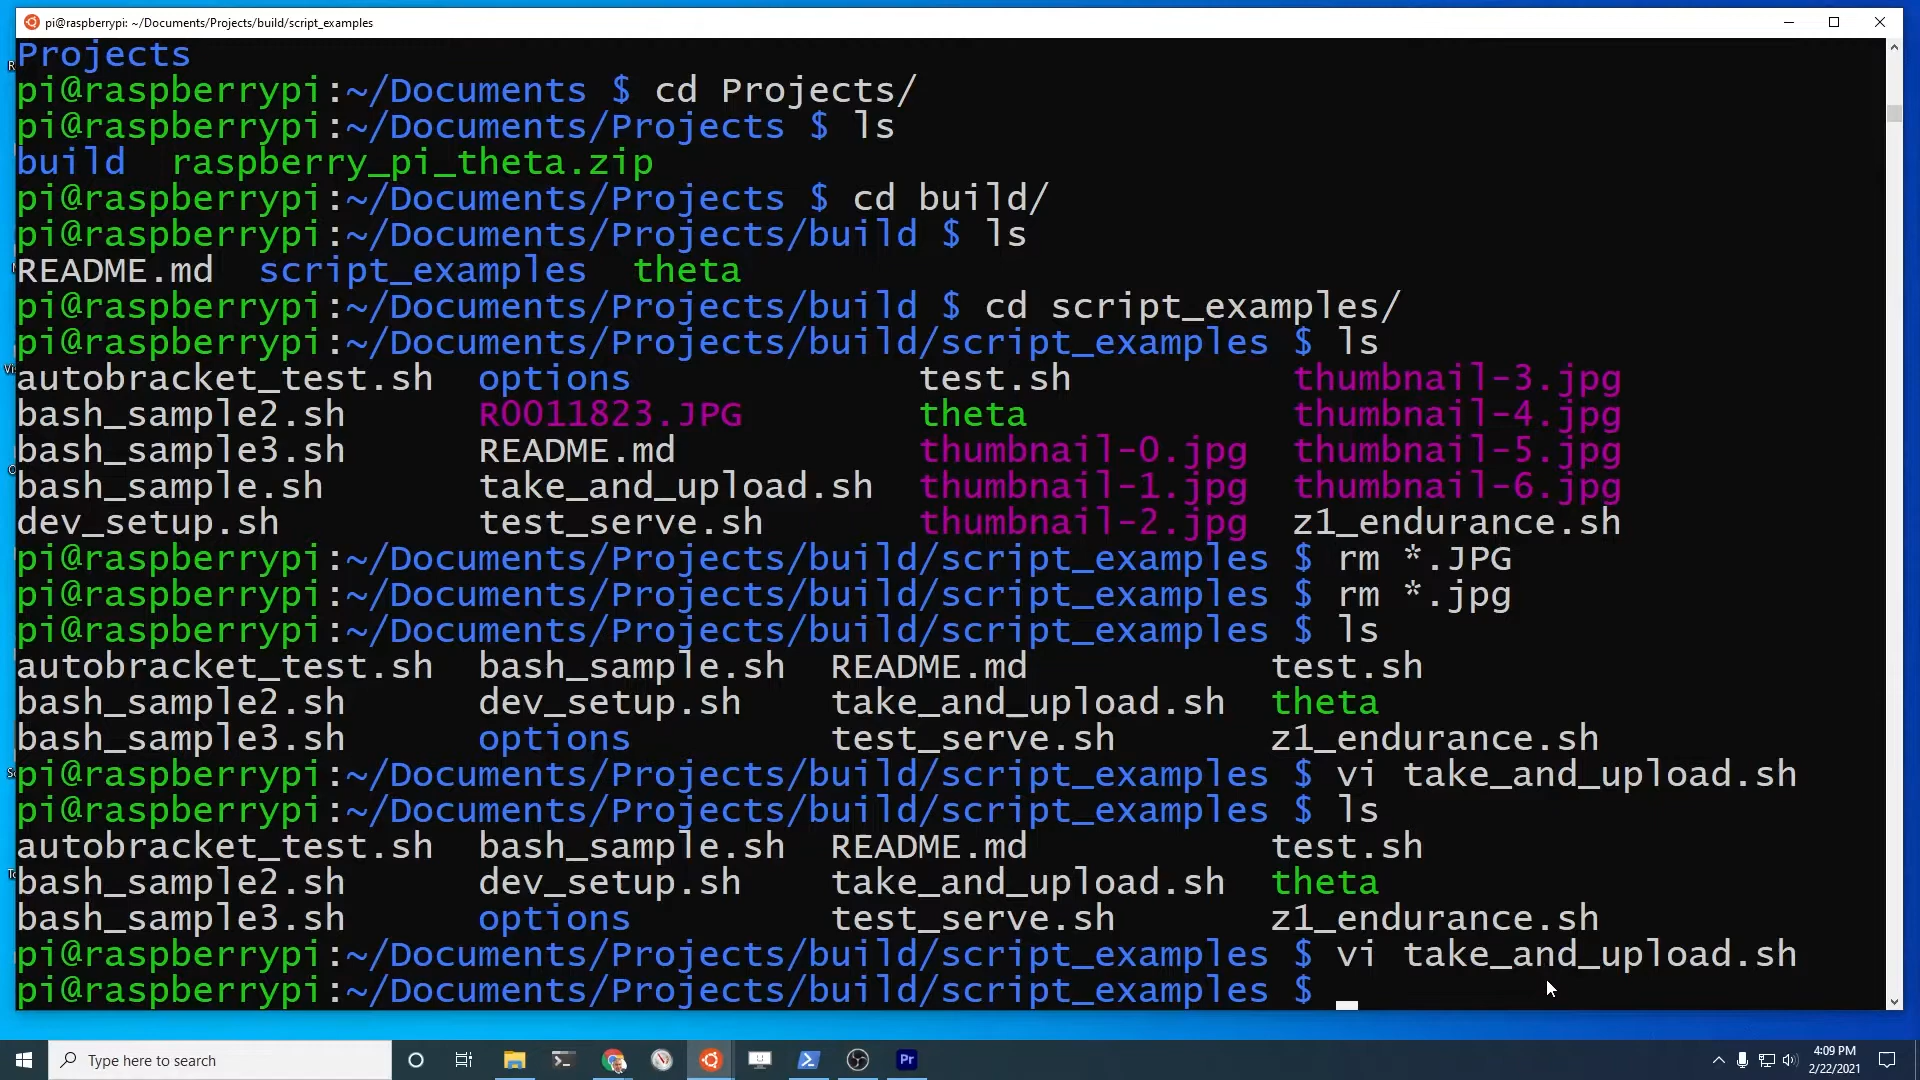 pi@raspberrypi: ~/Documents/Projects/build/script_examples
Projects
pi@raspberrypi:~/Documents $ cd Projects/
pi@raspberrypi:~/Documents/Projects $ ls
build  raspberry_pi_theta.zip
pi@raspberrypi:~/Documents/Projects $ cd build/
pi@raspberrypi:~/Documents/Projects/build $ ls
README.md  script_examples  theta
pi@raspberrypi:~/Documents/Projects/build $ cd script_examples/
pi@raspberrypi:~/Documents/Projects/build/script_examples $ ls
autobracket_test.sh  options  test.sh  thumbnail-3.jpg
bash_sample2.sh  R0011823.JPG  theta  thumbnail-4.jpg
bash_sample3.sh  README.md  thumbnail-0.jpg  thumbnail-5.jpg
bash_sample.sh  take_and_upload.sh  thumbnail-1.jpg  thumbnail-6.jpg
dev_setup.sh  test_serve.sh  thumbnail-2.jpg  z1_endurance.sh
pi@raspberrypi:~/Documents/Projects/build/script_examples $ rm *.JPG
pi@raspberrypi:~/Documents/Projects/build/script_examples $ rm *.jpg
pi@raspberrypi:~/Documents/Projects/build/script_examples $ ls
autobracket_test.sh  bash_sample.sh  README.md  test.sh
bash_sample2.sh  dev_setup.sh  take_and_upload.sh  theta
bash_sample3.sh  options  test_serve.sh  z1_endurance.sh
pi@raspberrypi:~/Documents/Projects/build/script_examples $ vi take_and_upload.sh
pi@raspberrypi:~/Documents/Projects/build/script_examples $ ls
autobracket_test.sh  bash_sample.sh  README.md  test.sh
bash_sample2.sh  dev_setup.sh  take_and_upload.sh  theta
bash_sample3.sh  options  test_serve.sh  z1_endurance.sh
pi@raspberrypi:~/Documents/Projects/build/script_examples $ vi take_and_upload.sh
pi@raspberrypi:~/Documents/Projects/build/script_examples $
Type here to search
Pr
4:09 PM
2/22/2021